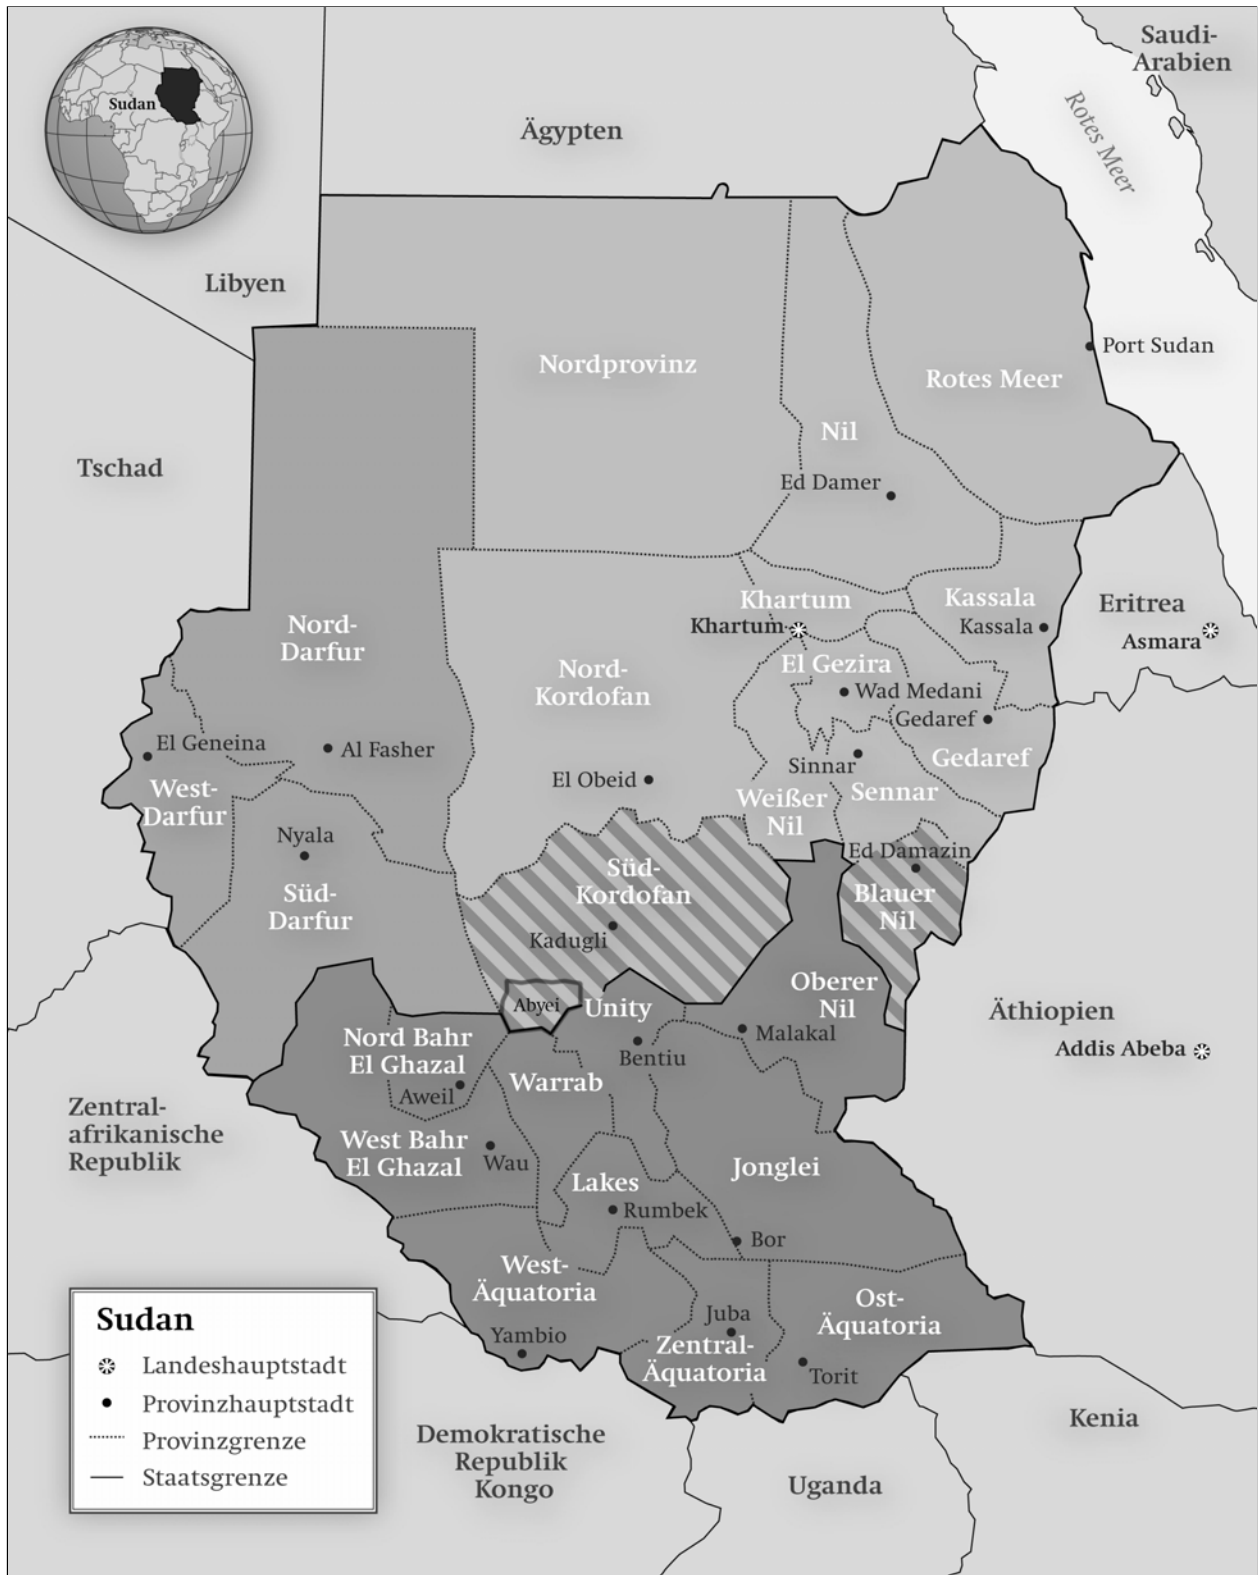 Saudi-
Arabien
Sudan
Rotes Meer
Ägypten
Libyen
Nordprovinz
Port Sudan
Rotes Meer
Nil
Tschad
Ed Damer
Khartum
Kassala
Eritrea
Khartum
Kassala
Asmara
Nord-
Darfur
El Gezira
Nord-
Kordofan
Wad Medani
Gedaref
El Geneina
Al Fasher
Sinnar
Gedaref
El Obeid
West-
Darfur
Weißer
Nil
Sennar
Nyala
Ed Damazin
Süd-
Kordofan
Süd-
Darfur
Blauer
Nil
Kadugli
Oberer
Nil
Abyei
Unity
Äthiopien
Malakal
Nord Bahr
El Ghazal
Bentiu
Addis Abeba
Warrab
Aweil
Zentral-
afrikanische
Republik
West Bahr
El Ghazal
Wau
Jonglei
Lakes
Rumbek
Bor
West-
Äquatoria
Ost-
Äquatoria
Juba
Yambio
Zentral-
Äquatoria
Torit
Sudan
Landeshauptstadt
Provinzhauptstadt
Provinzgrenze
Staatsgrenze
Demokratische
Republik
Kongo
Kenia
Uganda